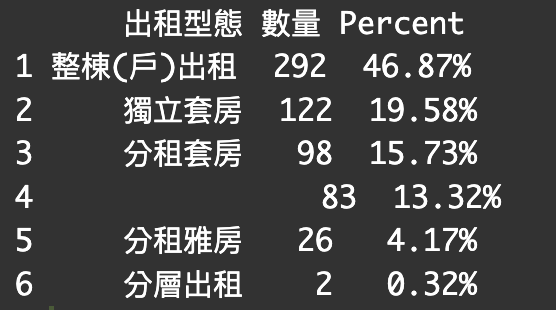 出租型態 數量 Percent
1 整棟(戶)出租 292 46.87%
2 獨立套房 122 19.58%
3 分租套房 98 15.73%
4 83 13.32%
5 分租雅房 26 4.17%
6 分層出租 2 0.32%